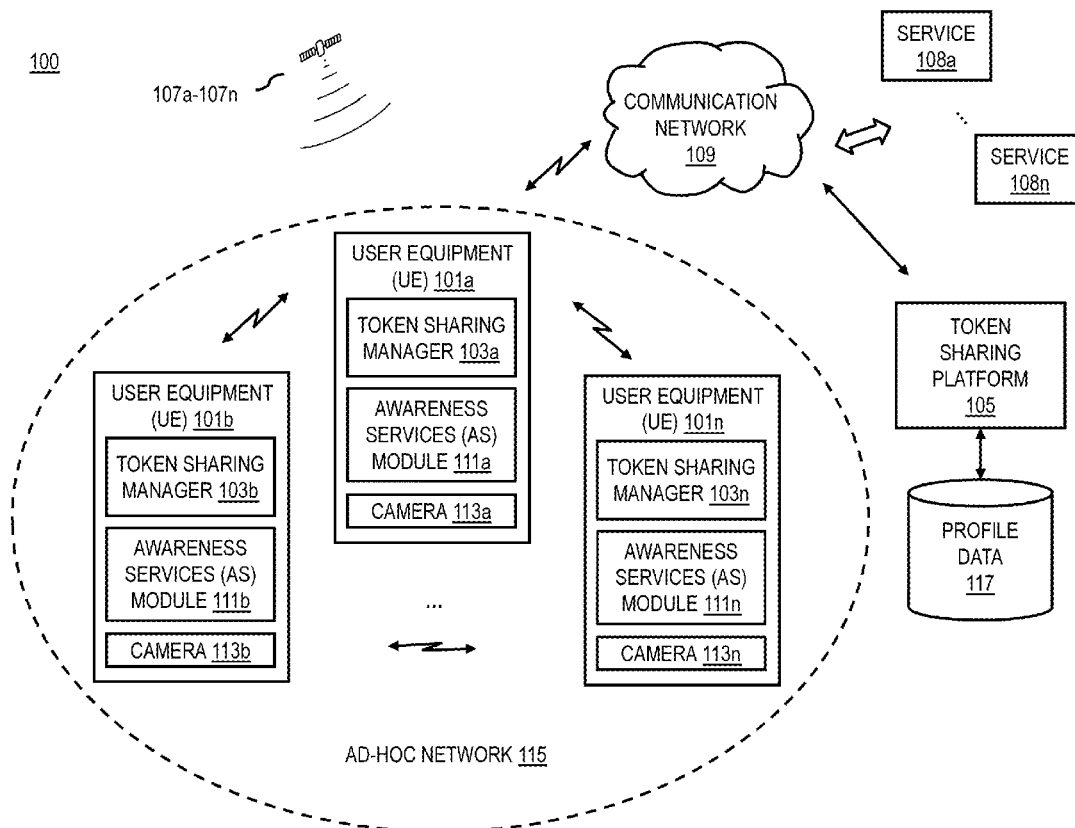 100
107a-107n
COMMUNICATION
NETWORK
109
SERVICE
108a
...
SERVICE
108n
USER EQUIPMENT
(UE) 101a
TOKEN SHARING
MANAGER 103a
AWARENESS
SERVICES (AS)
MODULE 111a
CAMERA 113a
USER EQUIPMENT
(UE) 101b
TOKEN SHARING
MANAGER 103b
AWARENESS
SERVICES (AS)
MODULE 111b
CAMERA 113b
...
USER EQUIPMENT
(UE) 101n
TOKEN SHARING
MANAGER 103n
AWARENESS
SERVICES (AS)
MODULE 111n
CAMERA 113n
TOKEN
SHARING
PLATFORM
105
PROFILE
DATA
117
AD-HOC NETWORK 115